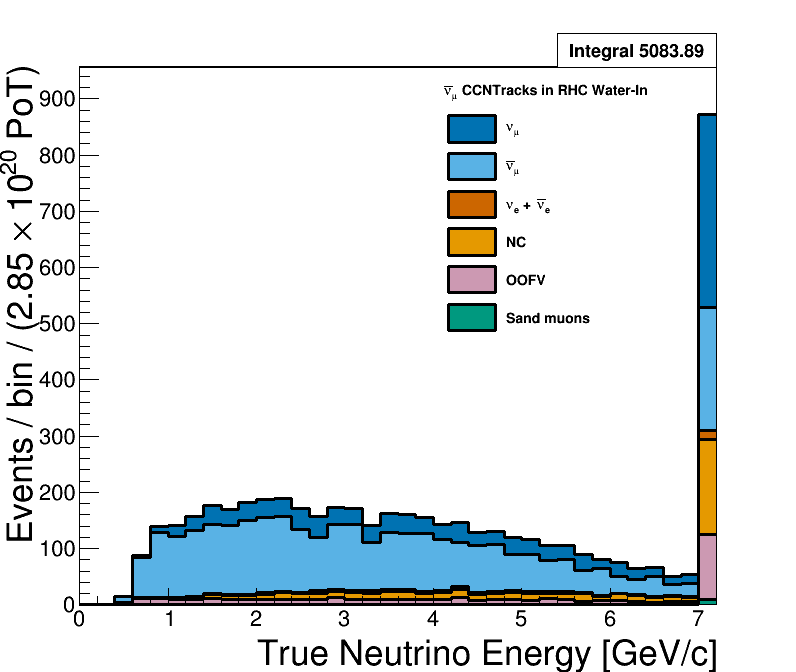 Integral 5083.89
ν̅μ CCNTracks in RHC Water-In
νμ
ν̅μ
νe + ν̅e
NC
OOFV
Sand muons
Events / bin / (2.85 × 10²⁰ PoT)
900
800
700
600
500
400
300
200
100
0
0 1 2 3 4 5 6 7
True Neutrino Energy [GeV/c]